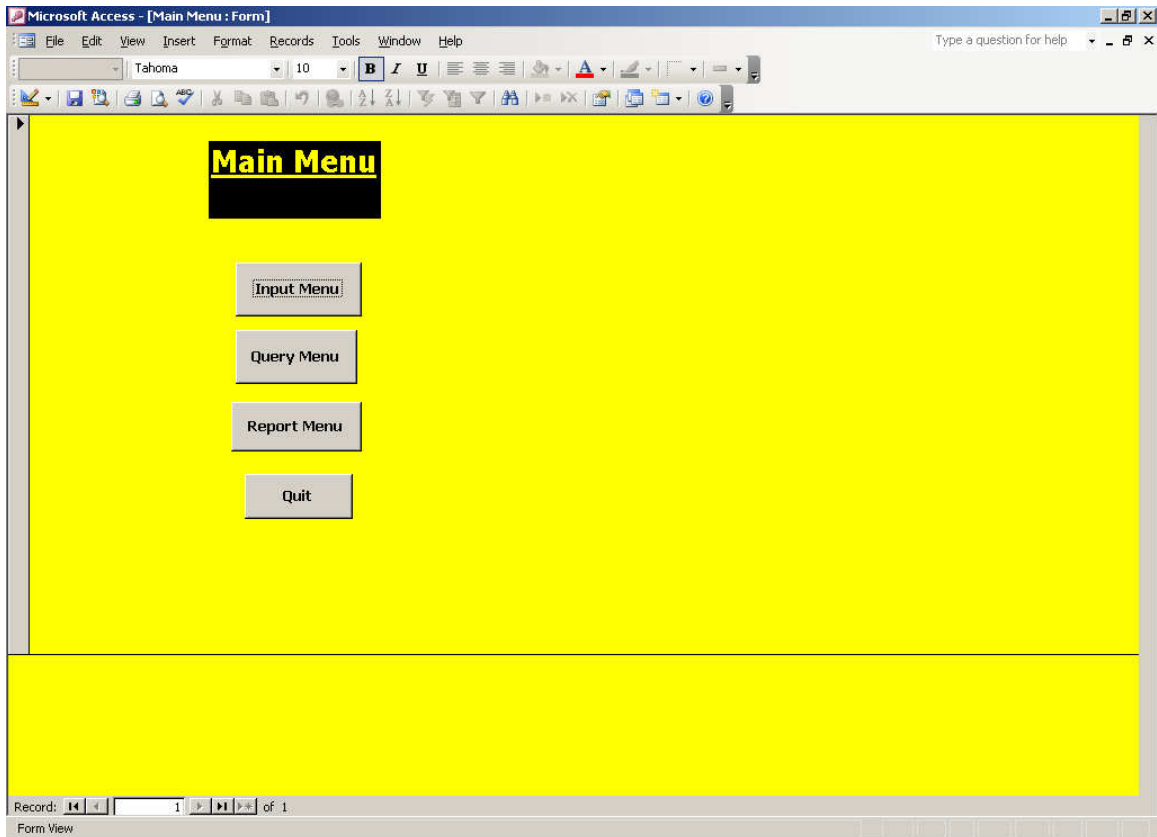 Microsoft Access - [Main Menu : Form]
File Edit View Insert Format Records Tools Window Help Type a question for help
Tahoma 10 B I U A
ABC
Main Menu
Input Menu
Query Menu
Report Menu
Quit
Record: 1 of 1
Form View